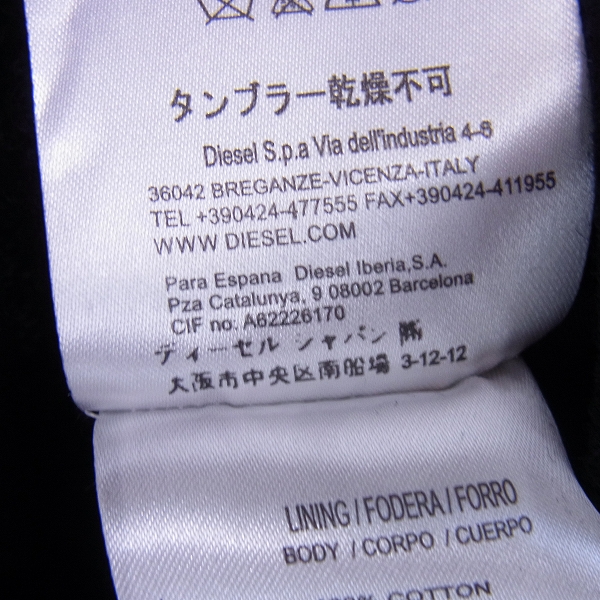 タンブラー乾燥不可
Diesel S.p.a Via dell'industria 4-6
36042 BREGANZE-VICENZA-ITALY
TEL +390424-477555 FAX+390424-411955
WWW DIESEL.COM
Para Espana Diesel Iberia,S.A.
Pza Catalunya, 9 08002 Barcelona
CIF no: A62226170
ディーセル ジャパン ㈱
大阪市中央区南船場 3-12-12
LINING / FODERA / FORRO
BODY / CORPO / CUERPO
COTTON